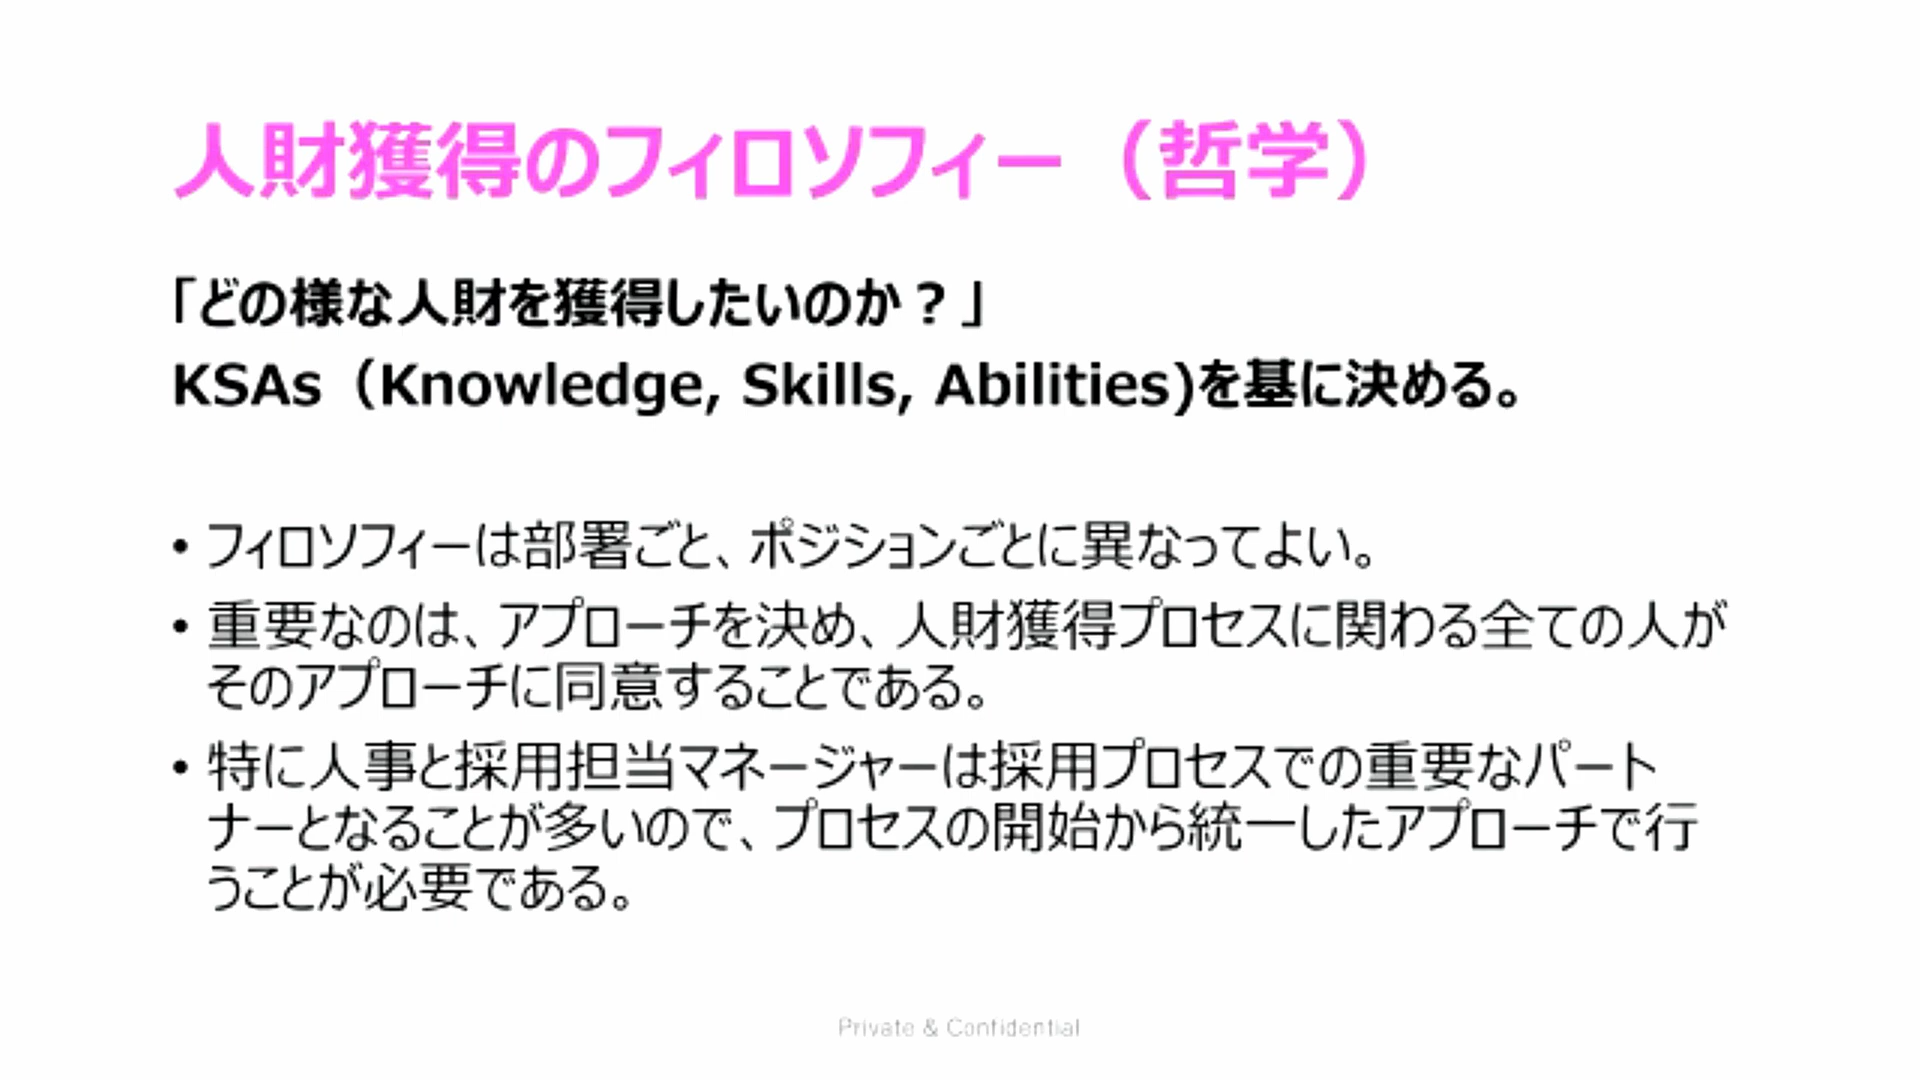 人財獲得のフィロソフィー（哲学）
「どの様な人財を獲得したいのか？」
KSAs（Knowledge, Skills, Abilities)を基に決める。
• フィロソフィーは部署ごと、ポジションごとに異なってよい。
• 重要なのは、アプローチを決め、人財獲得プロセスに関わる全ての人が
そのアプローチに同意することである。
• 特に人事と採用担当マネージャーは採用プロセスでの重要なパート
ナーとなることが多いので、プロセスの開始から統一したアプローチで行
うことが必要である。
Private & Confidential